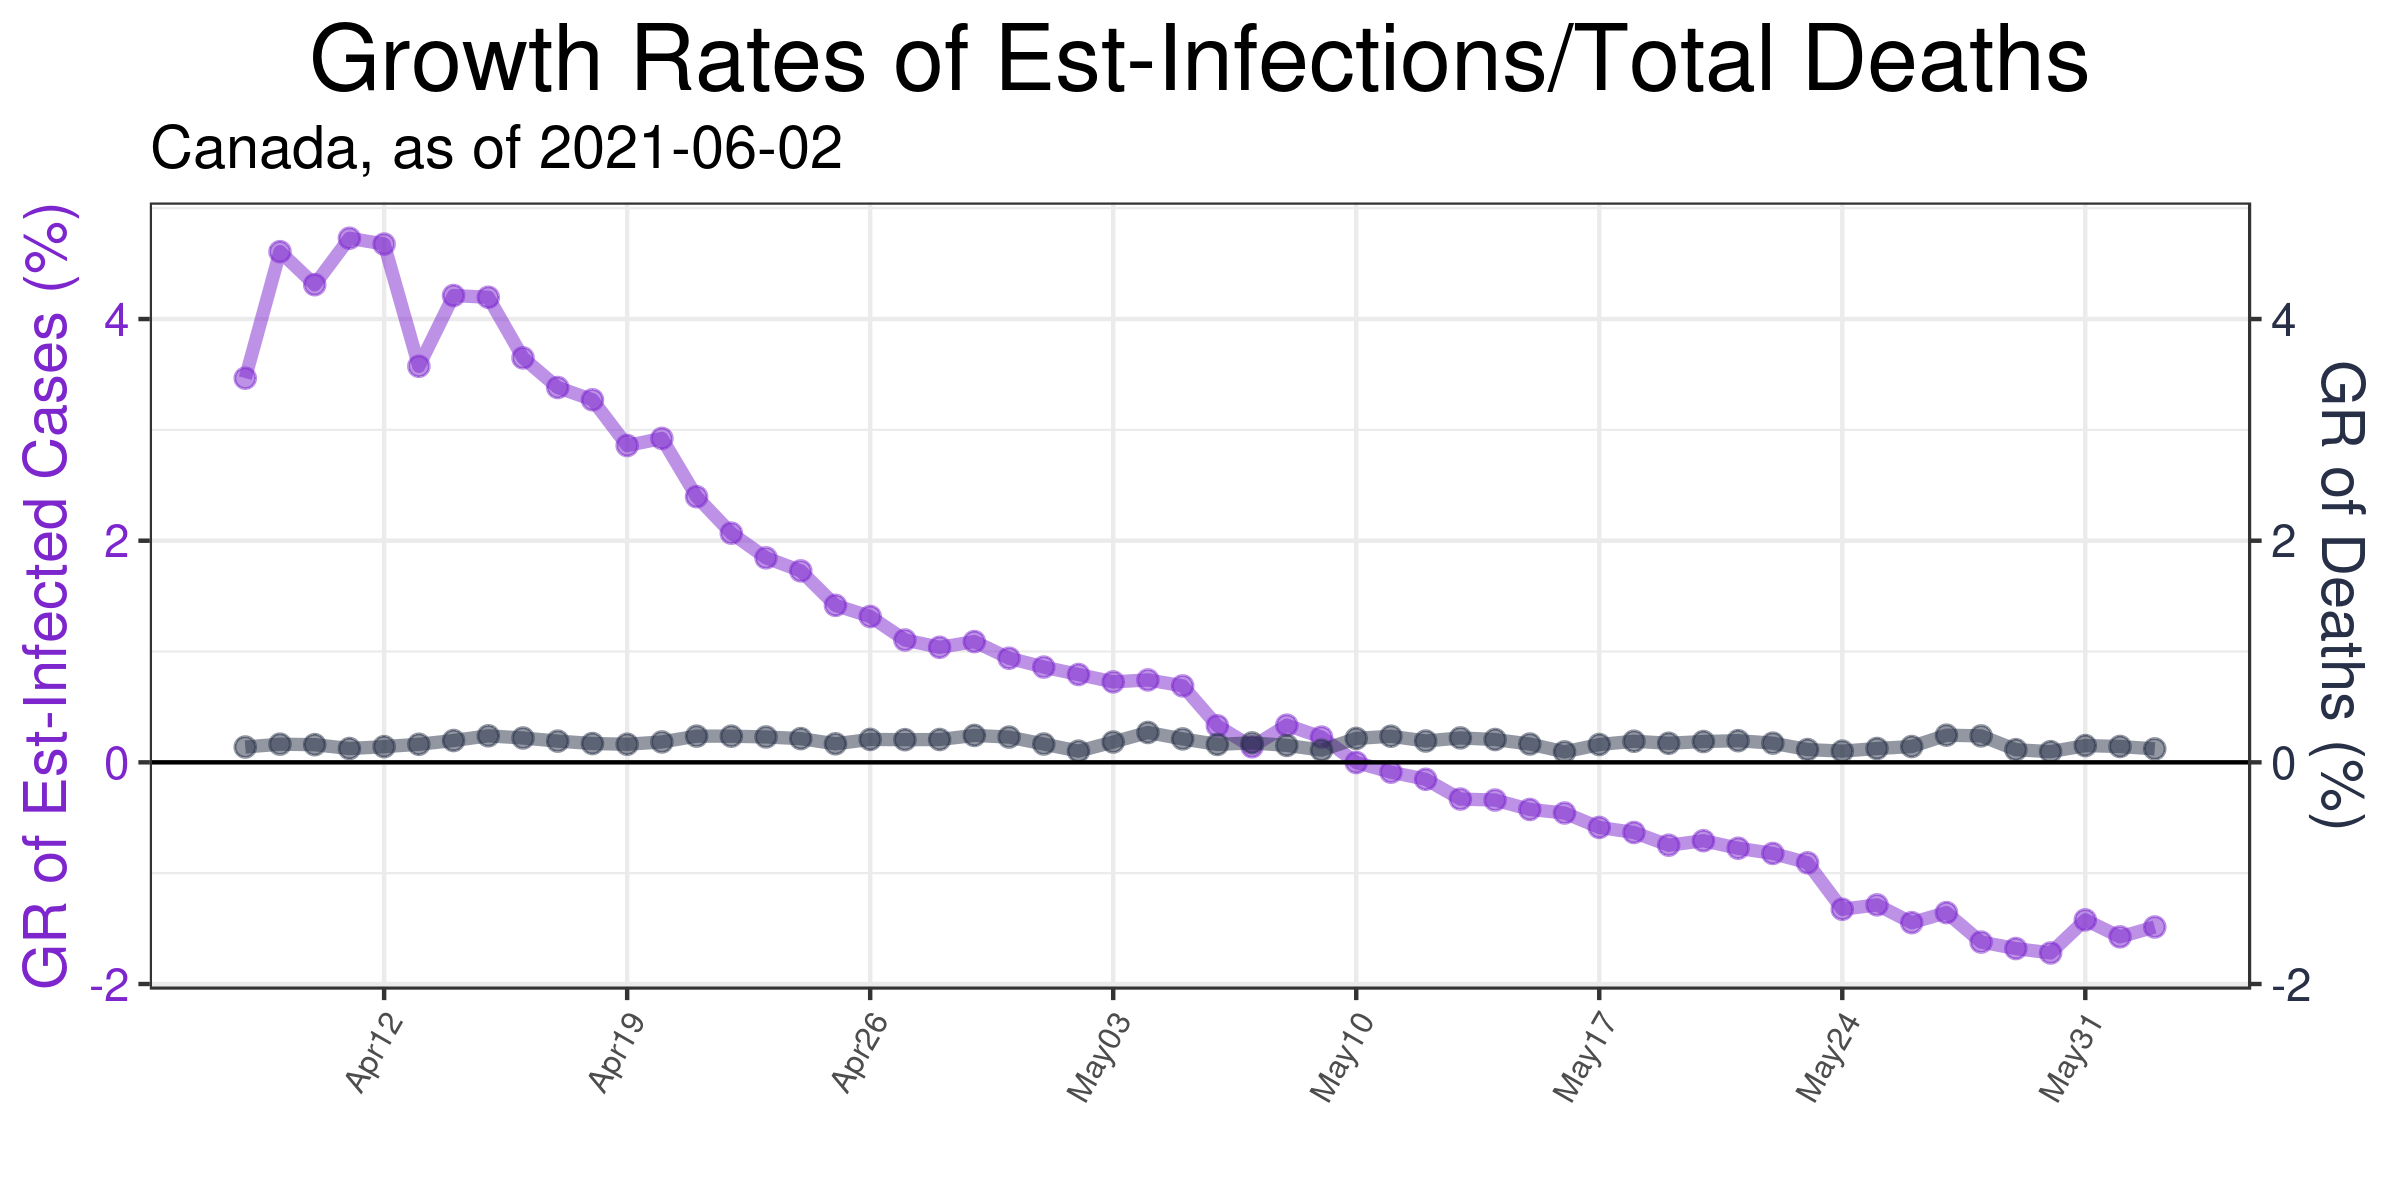 Growth Rates of Est-Infections/Total Deaths
Canada, as of 2021-06-02
GR of Est-Infected Cases (%)
4
2
0
-2
4
2
0
-2
GR of Deaths (%)
Apr12
Apr19
Apr26
May03
May10
May17
May24
May31